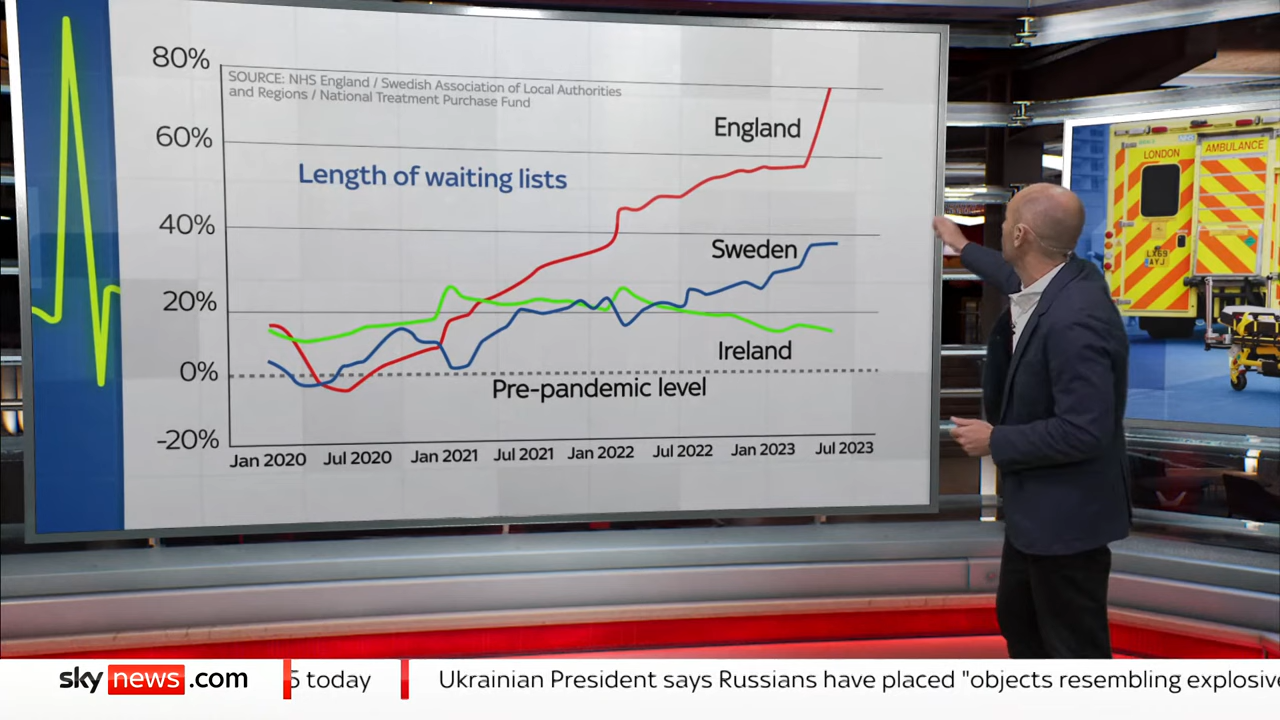 80%
SOURCE: NHS England / Swedish Association of Local Authorities
and Regions / National Treatment Purchase Fund
60%
England
Length of waiting lists
40%
Sweden
20%
Ireland
0%
Pre-pandemic level
-20%
Jan 2020 Jul 2020 Jan 2021 Jul 2021 Jan 2022 Jul 2022 Jan 2023 Jul 2023
LONDON
AMBULANCE
LX69
AYJ
sky news.com
5 today
Ukrainian President says Russians have placed "objects resembling explosive